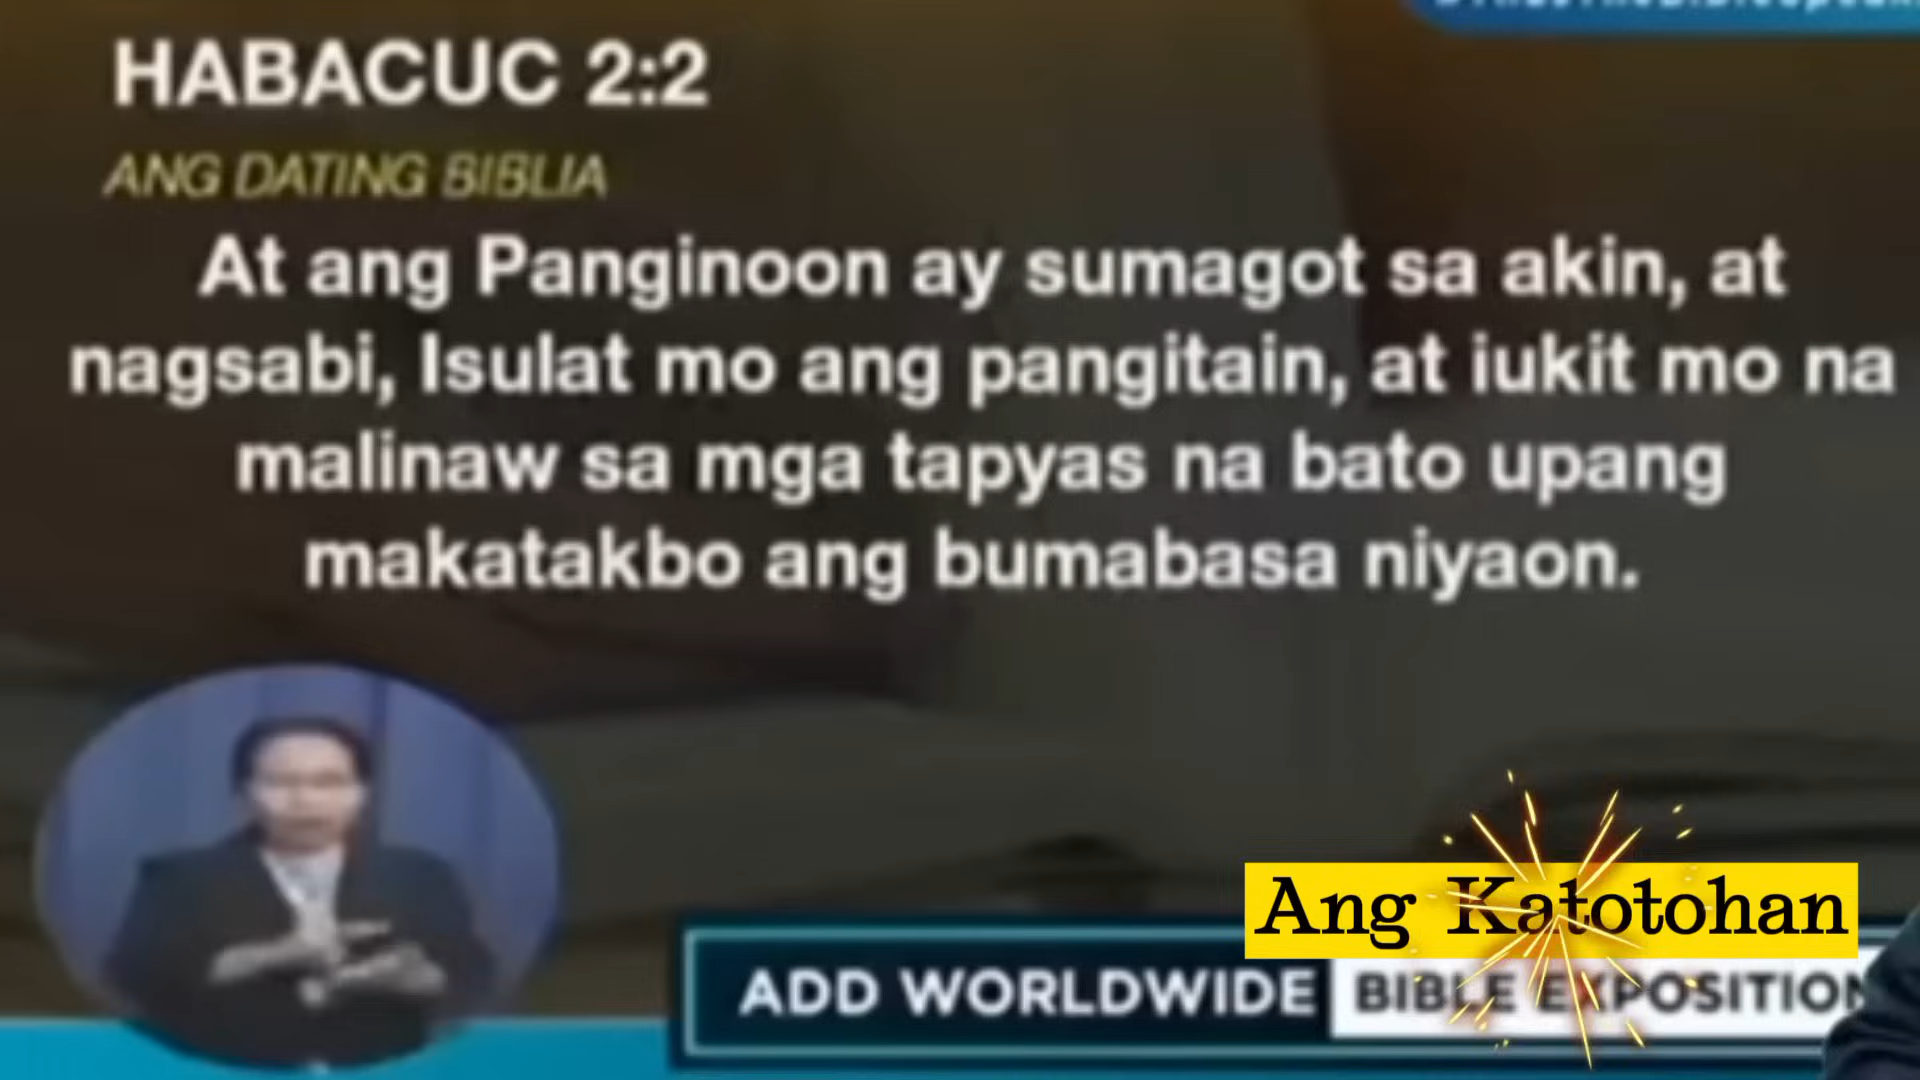 HABACUC 2:2
ANG DATING BIBLIA
At ang Panginoon ay sumagot sa akin, at
nagsabi, Isulat mo ang pangitain, at iukit mo na
malinaw sa mga tapyas na bato upang
makatakbo ang bumabasa niyaon.
Ang Katotohan
ADD WORLDWIDE BIBLE EXPOSITION